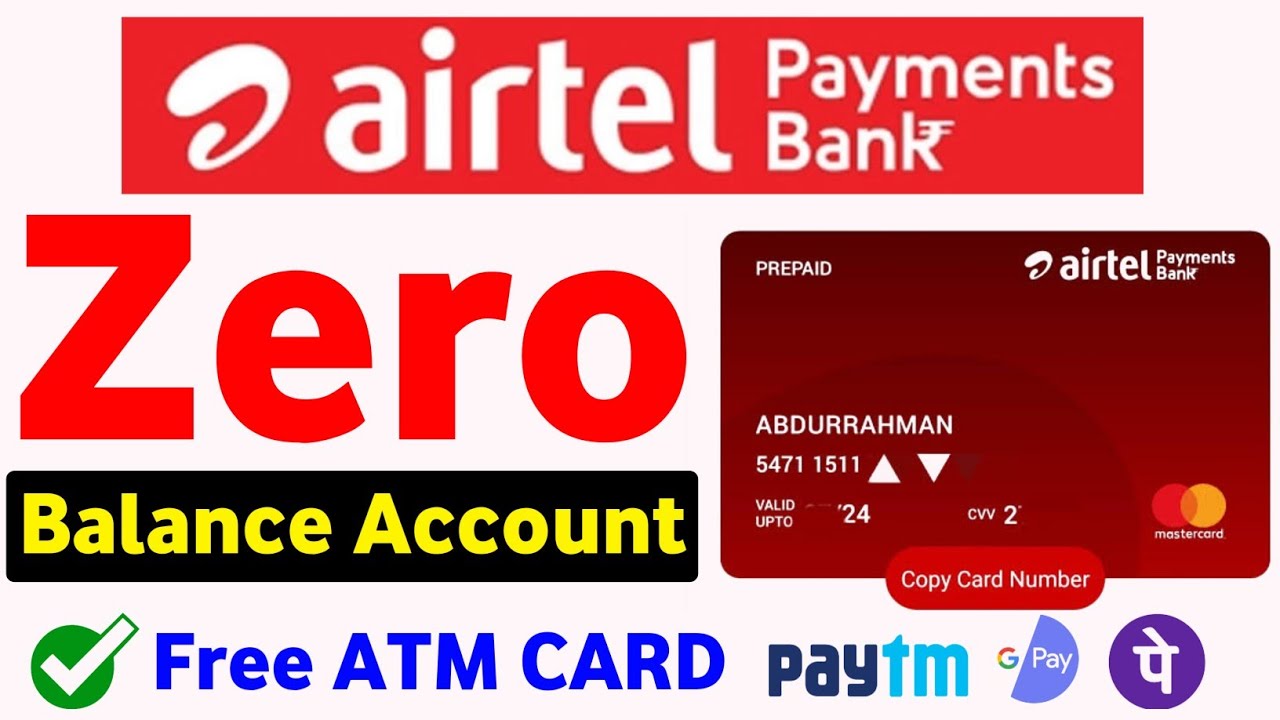 airtel Payments Bank₹
Zero
Balance Account
Free ATM CARD
PREPAID
airtel Payments Bank
ABDURRAHMAN
5471 1511
VALID UPTO /24
CVV 2
mastercard
Copy Card Number
paytm
G Pay
पे